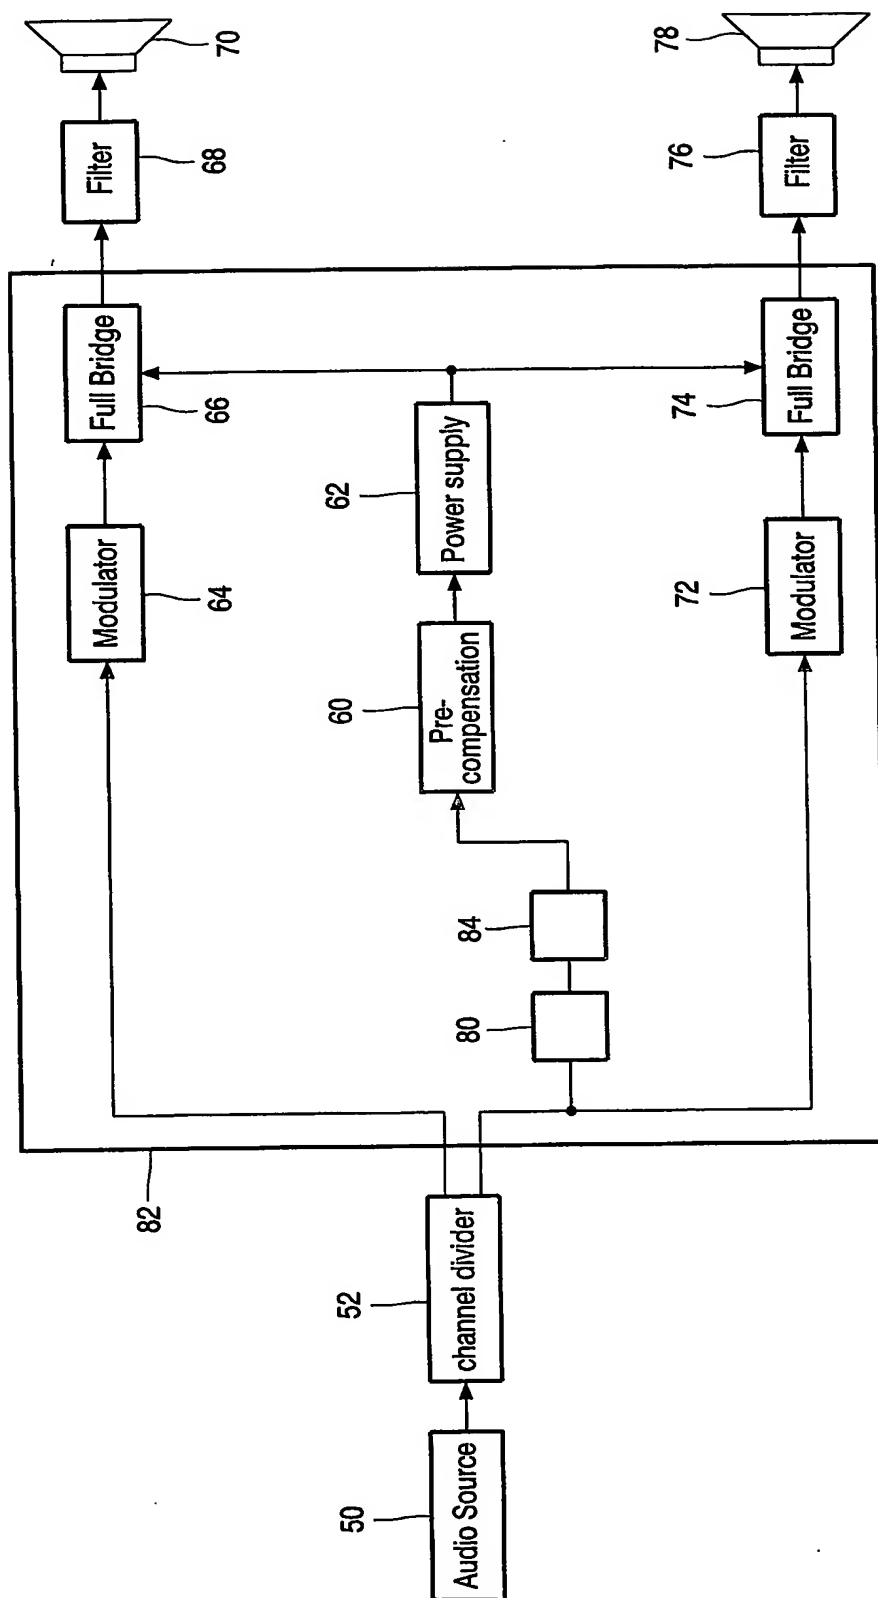 50
Audio Source
52
channel divider
82
64
Modulator
66
Full Bridge
68
Filter
70
80
84
60
Pre-
compensation
62
Power supply
72
Modulator
74
Full Bridge
76
Filter
78